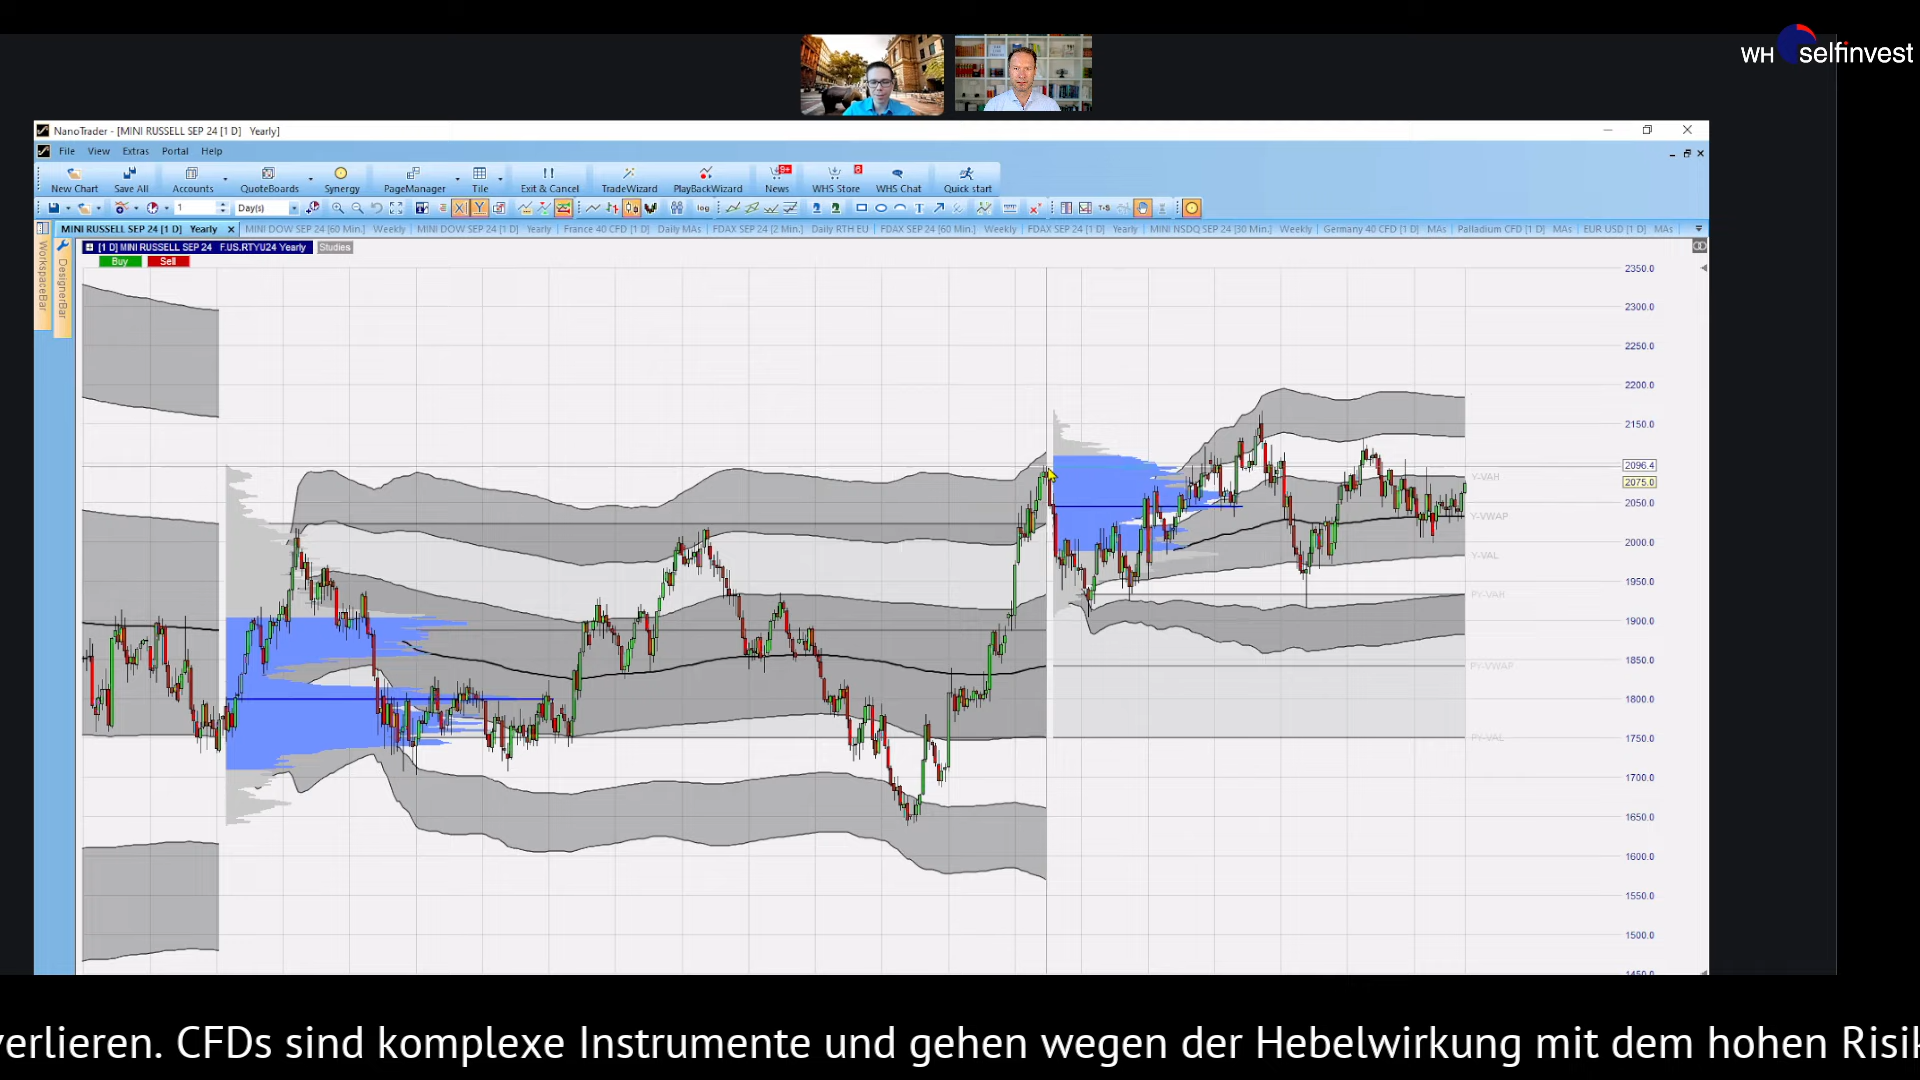 WH selfinvest
NanoTrader - [MINI RUSSELL SEP 24 [1 D] Yearly]
File View Extras Portal Help
New Chart Save All Accounts QuoteBoards Synergy PageManager Tile Exit & Cancel TradeWizard PlayBackWizard News WHS Store WHS Chat Quick start
1 Day(s) log
MINI RUSSELL SEP 24 [1 D] Yearly MINI DOW SEP 24 [60 Min.] Weekly MINI DOW SEP 24 [1 D] Yearly France 40 CFD [1 D] Daily MAs FDAX SEP 24 [2 Min.] Daily RTH EU FDAX SEP 24 [60 Min.] Weekly FDAX SEP 24 [1 D] Yearly MINI NSDQ SEP 24 [30 Min.] Weekly Germany 40 CFD [1 D] MAs Palladium CFD [1 D] MAs EUR USD [1 D] MAs
[1 D] MINI RUSSELL SEP 24 F.US.RTYU24 Yearly Studies
Buy Sell
WorkspaceBar
DesignerBar
2350.0
2300.0
2250.0
2200.0
2150.0
2096.4
Y-VAH
2075.0
2050.0
Y-VWAP
2000.0
Y-VAL
1950.0
PY-VAH
1900.0
1850.0
PY-VWAP
1800.0
1750.0
PY-VAL
1700.0
1650.0
1600.0
1550.0
1500.0
1450.0
verlieren. CFDs sind komplexe Instrumente und gehen wegen der Hebelwirkung mit dem hohen Risik